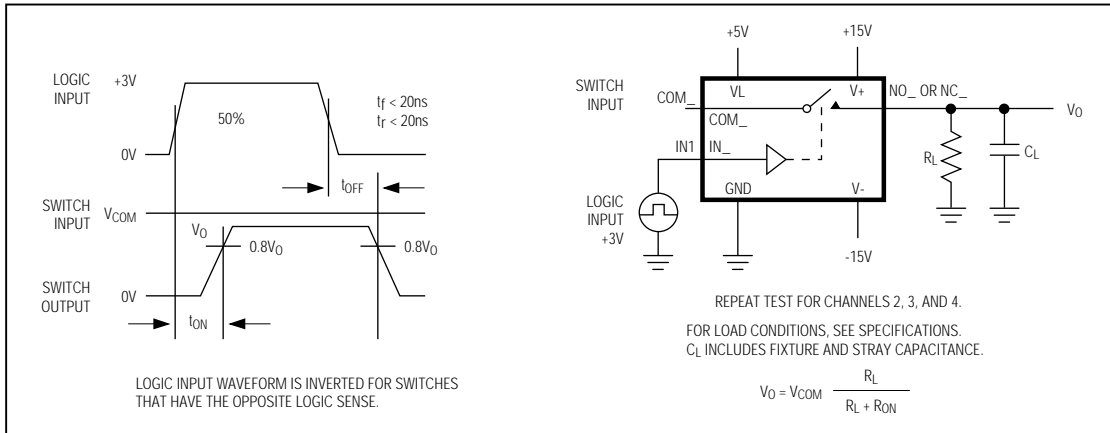 LOGIC
INPUT
+3V
0V
50%
tf < 20ns
tf < 20ns
tOFF
SWITCH
INPUT
VCOM
VO
0.8VO
0.8VO
SWITCH
OUTPUT
0V
tON
LOGIC INPUT WAVEFORM IS INVERTED FOR SWITCHES
THAT HAVE THE OPPOSITE LOGIC SENSE.
+5V
+15V
SWITCH
INPUT
VL
V+
NO_ OR NC_
COM_
COM_
VO
IN1
IN_
RL
CL
GND
V-
LOGIC
INPUT
+3V
-15V
REPEAT TEST FOR CHANNELS 2, 3, AND 4.
FOR LOAD CONDITIONS, SEE SPECIFICATIONS.
CL INCLUDES FIXTURE AND STRAY CAPACITANCE.
VO = VCOM RL
RL + RON